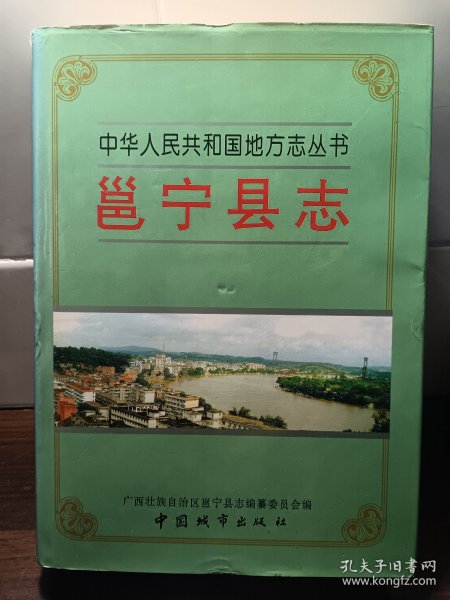 中华人民共和国地方志丛书
邕宁县志
广西壮族自治区邕宁县志编纂委员会编
中国城市出版社
孔夫子旧书网
www.kongfz.com